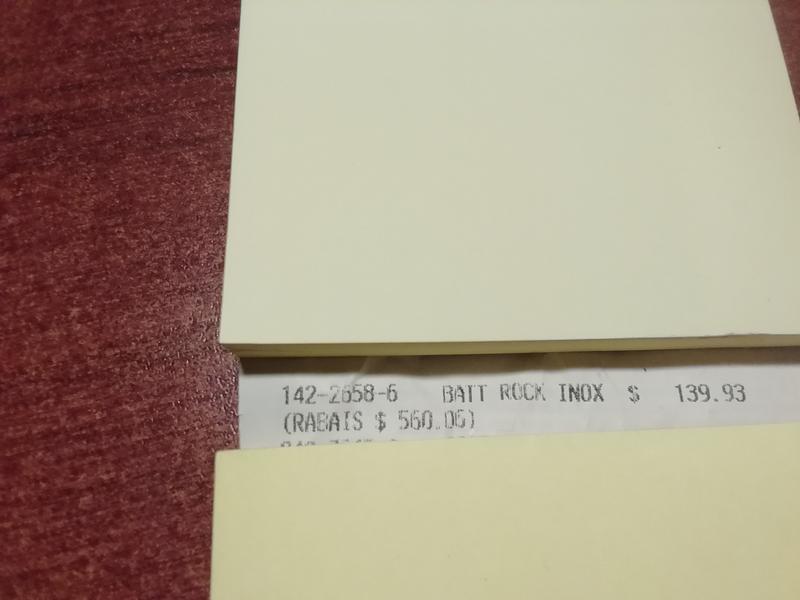 142-2658-6 BATT ROCK INOX $ 139.93
(RABAIS $ 560.06)